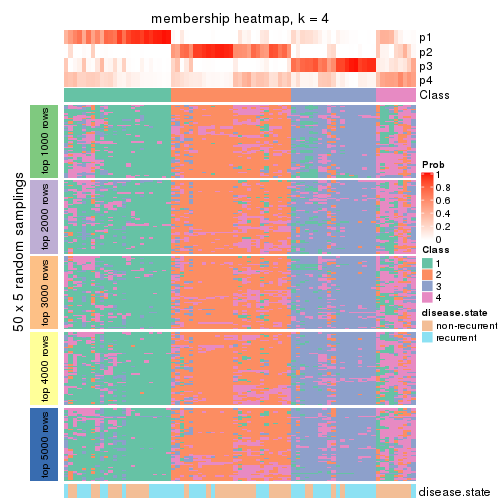 membership heatmap, k = 4
p1
p2
p3
p4
Class
50 x 5 random samplings
top 1000 rows
top 2000 rows
top 3000 rows
top 4000 rows
top 5000 rows
Prob
1
0.8
0.6
0.4
0.2
0
Class
1
2
3
4
disease.state
non-recurrent
recurrent
disease.state